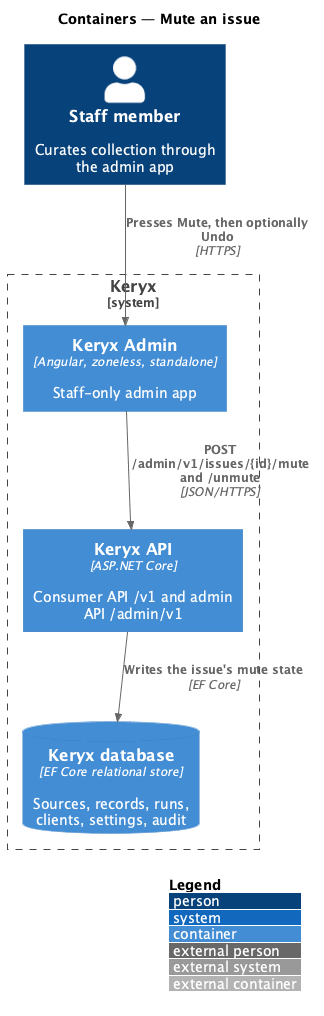 Containers — Mute an issue
Staff member
Curates collection through
the admin app
Presses Mute, then optionally
Undo
[HTTPS]
Keryx
[system]
Keryx Admin
[Angular, zoneless, standalone]
Staff-only admin app
POST
/admin/v1/issues/{id}/mute
and /unmute
[JSON/HTTPS]
Keryx API
[ASP.NET Core]
Consumer API /v1 and admin
API /admin/v1
Writes the issue's mute state
[EF Core]
Keryx database
[EF Core relational store]
Sources, records, runs,
clients, settings, audit
Legend
person
system
container
external person
external system
external container